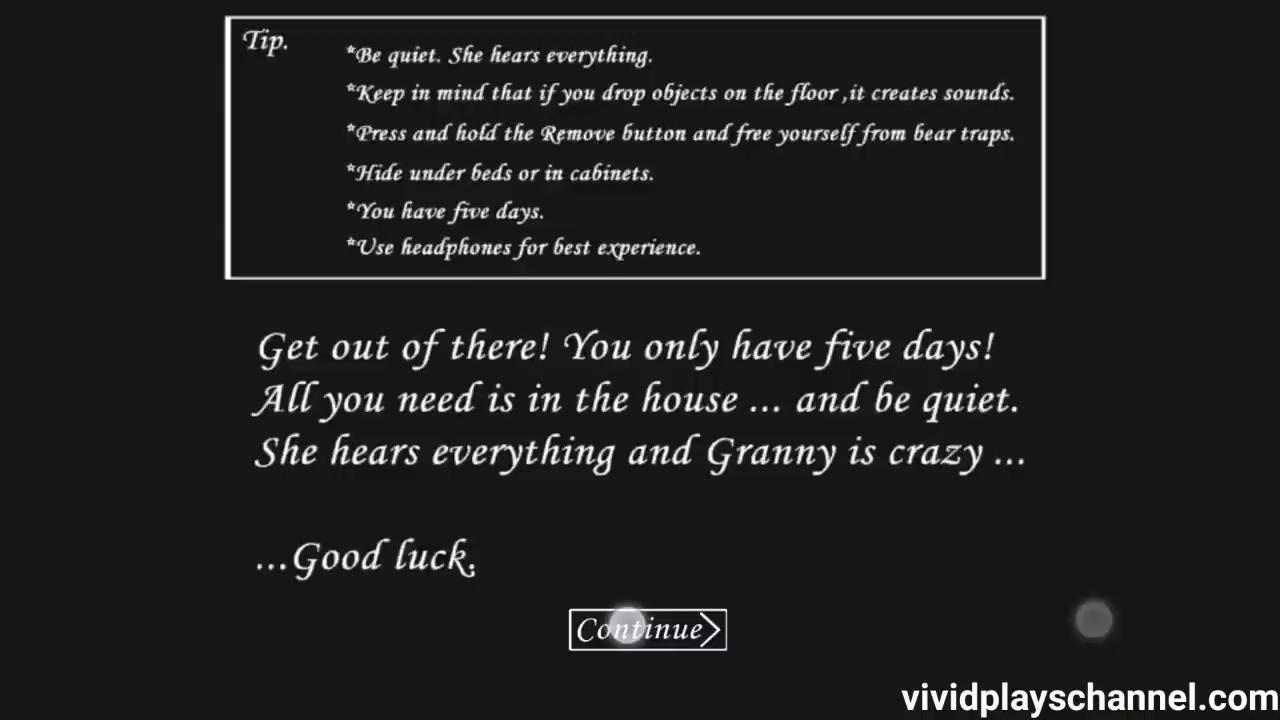 Tip.
*Be quiet. She hears everything.
*Keep in mind that if you drop objects on the floor ,it creates sounds.
*Press and hold the Remove button and free yourself from bear traps.
*Hide under beds or in cabinets.
*You have five days.
*Use headphones for best experience.
Get out of there! You only have five days!
All you need is in the house ... and be quiet.
She hears everything and Granny is crazy ...
...Good luck.
Continue
vividplayschannel.com